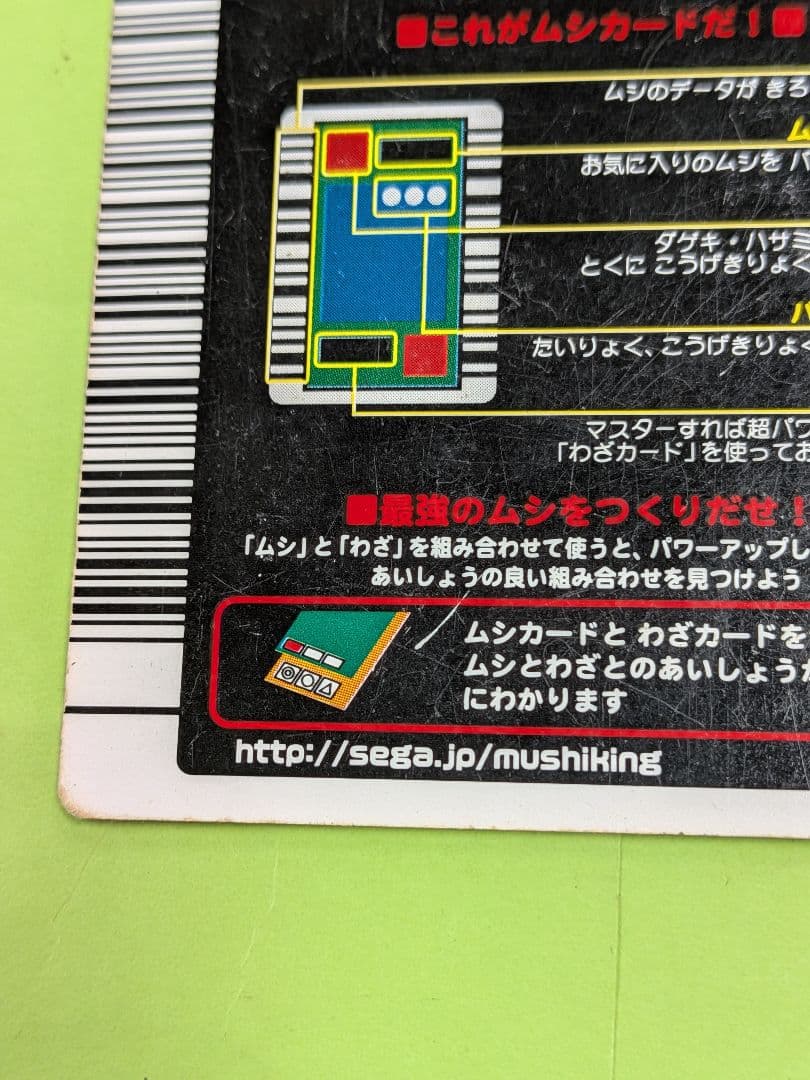 ■これがムシカードだ！■
ムシのデータが きろ
ム
お気に入りのムシを パ
ダゲキ・ハサミ
とくに こうげきりょく
パ
たいりょく、こうげきりょく
マスターすれば超パワ
「わざカード」を使ってお
■最強のムシをつくりだせ！
「ムシ」と「わざ」を組み合わせて使うと、パワーアップし
あいしょうの良い組み合わせを見つけよう
ムシカードと わざカードを
ムシとわざとのあいしょうが
にわかります
http://sega.jp/mushiking